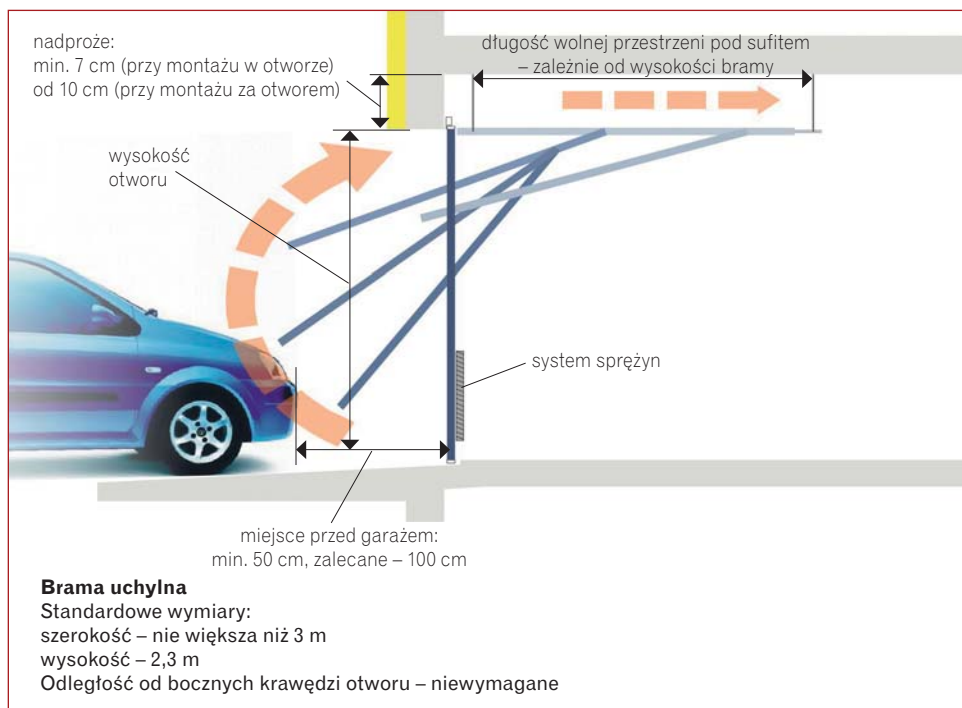 nadproże:
min. 7 cm (przy montażu w otworze)
od 10 cm (przy montażu za otworem)
długość wolnej przestrzeni pod sufitem
– zależnie od wysokości bramy
wysokość
otworu
system sprężyn
miejsce przed garażem:
min. 50 cm, zalecane – 100 cm
Brama uchylna
Standardowe wymiary:
szerokość – nie większa niż 3 m
wysokość – 2,3 m
Odległość od bocznych krawędzi otworu – niewymagane